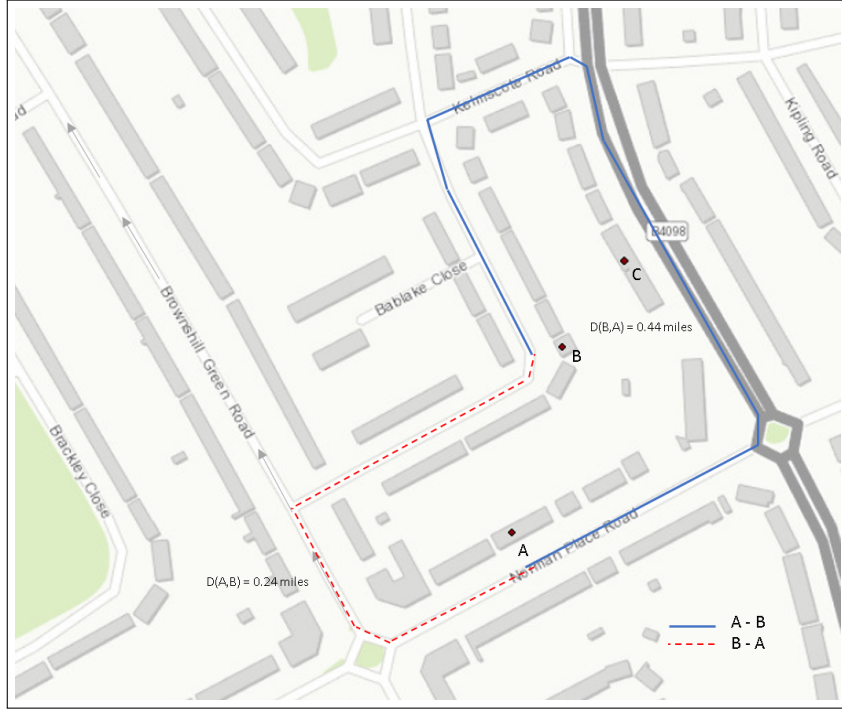 Kelmscote Road
Kipling Road
B4098
C
Bablake Close
D(B,A) = 0.44 miles
B
Brownshill Green Road
Brackley Close
A
Norman Place Road
D(A,B) = 0.24 miles
A - B
B - A